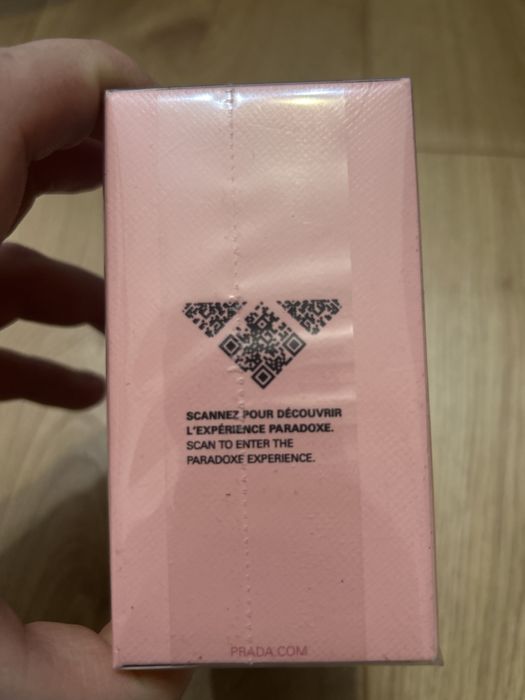 SCANNEZ POUR DÉCOUVRIR
L'EXPÉRIENCE PARADOXE.
SCAN TO ENTER THE
PARADOXE EXPERIENCE.
PRADA.COM